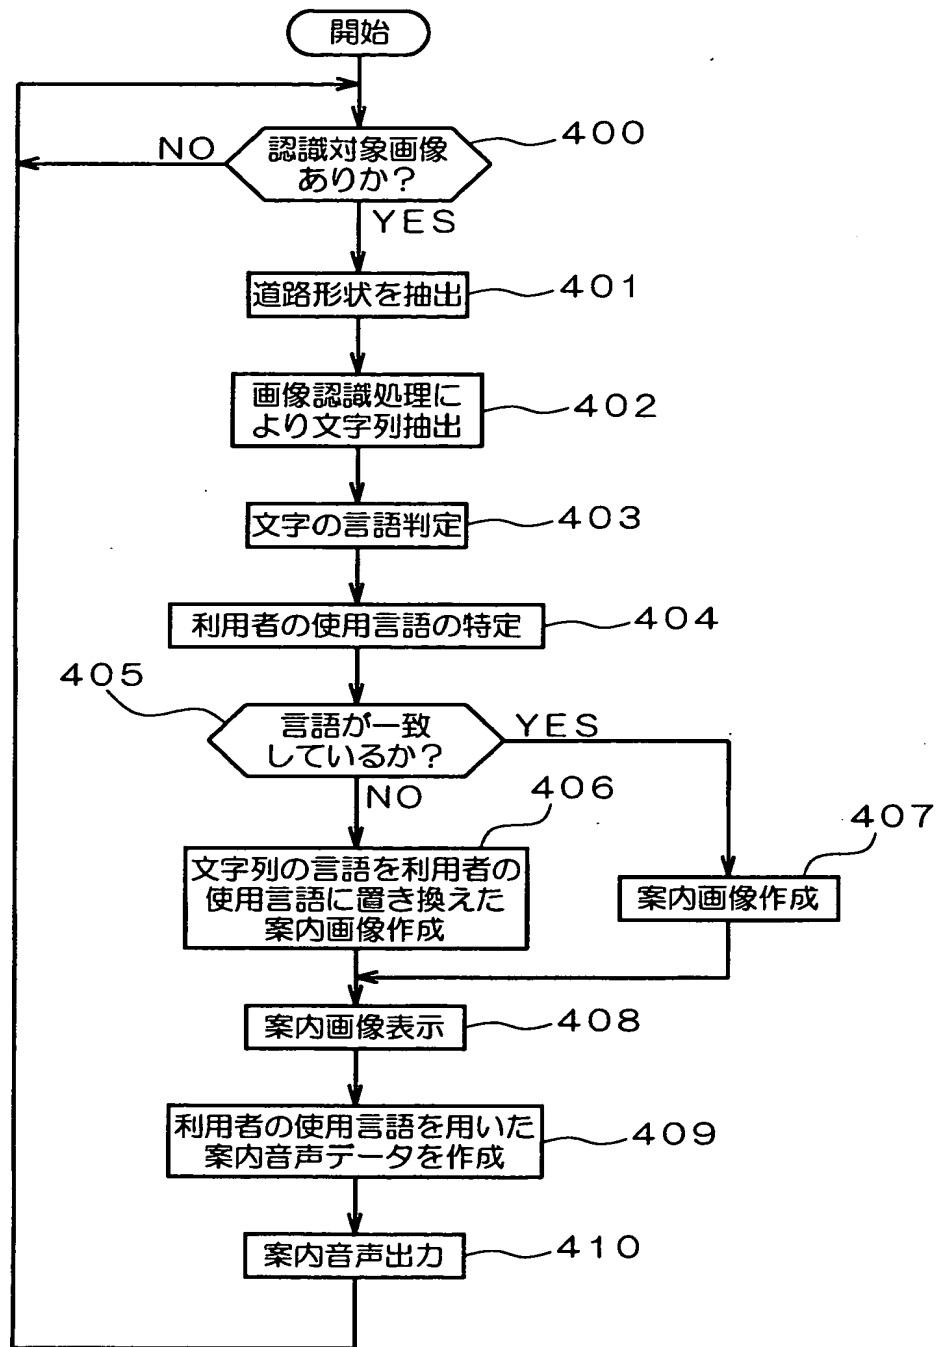 開始
認識対象画像
ありか?
400
NO
YES
道路形状を抽出
401
画像認識処理に
より文字列抽出
402
文字の言語判定
403
利用者の使用言語の特定
404
405
言語が一致
しているか?
YES
NO
406
407
文字列の言語を利用者の
使用言語に置き換えた
案内画像作成
案内画像作成
案内画像表示
408
利用者の使用言語を用いた
案内音声データを作成
409
案内音声出力
410